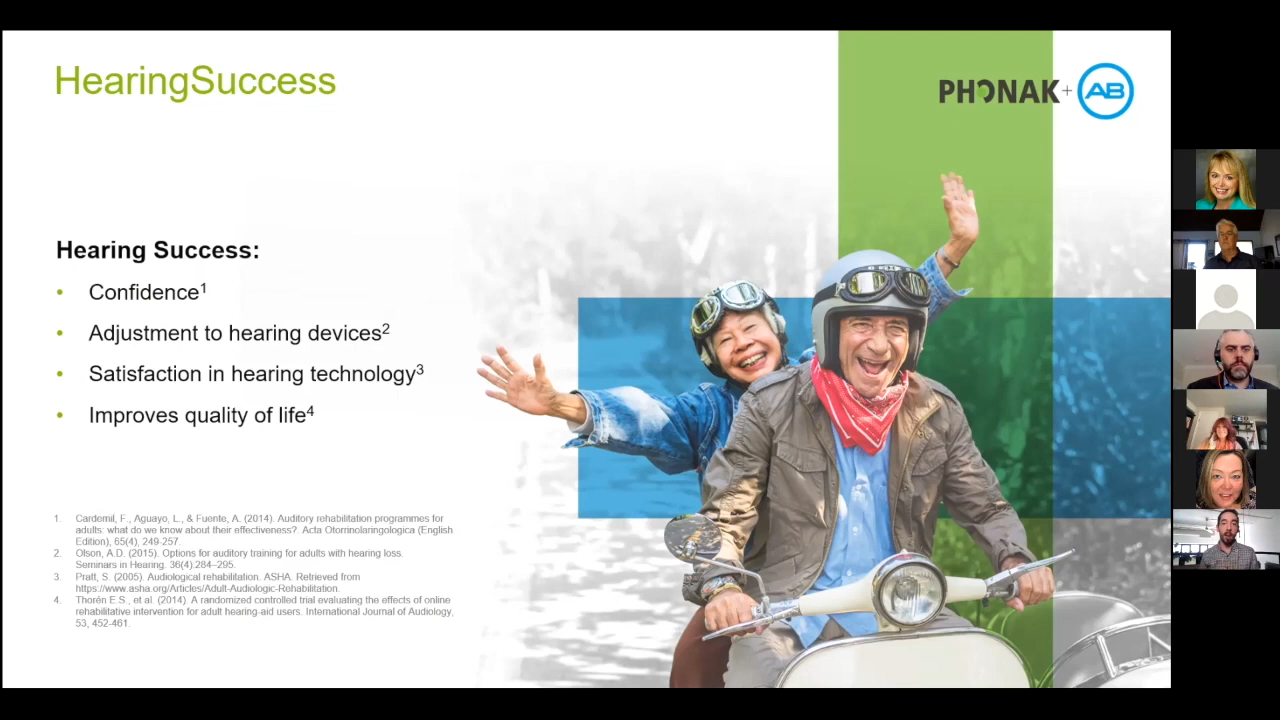 HearingSuccess
PHONAK+ AB
Hearing Success:
• Confidence1
• Adjustment to hearing devices2
• Satisfaction in hearing technology3
• Improves quality of life4
1. Cardemil, F., Aguayo, L., & Fuente, A. (2014). Auditory rehabilitation programmes for
adults: what do we know about their effectiveness?. Acta Otorrinolaringologica (English
Edition), 65(4), 249-257.
2. Olson, A.D. (2015). Options for auditory training for adults with hearing loss.
Seminars in Hearing. 36(4).284–295.
3. Pratt, S. (2005). Audiological rehabilitation. ASHA. Retrieved from
https://www.asha.org/Articles/Adult-Audiologic-Rehabilitation.
4. Thorén E.S., et al. (2014). A randomized controlled trial evaluating the effects of online
rehabilitative intervention for adult hearing-aid users. International Journal of Audiology,
53, 452-461.